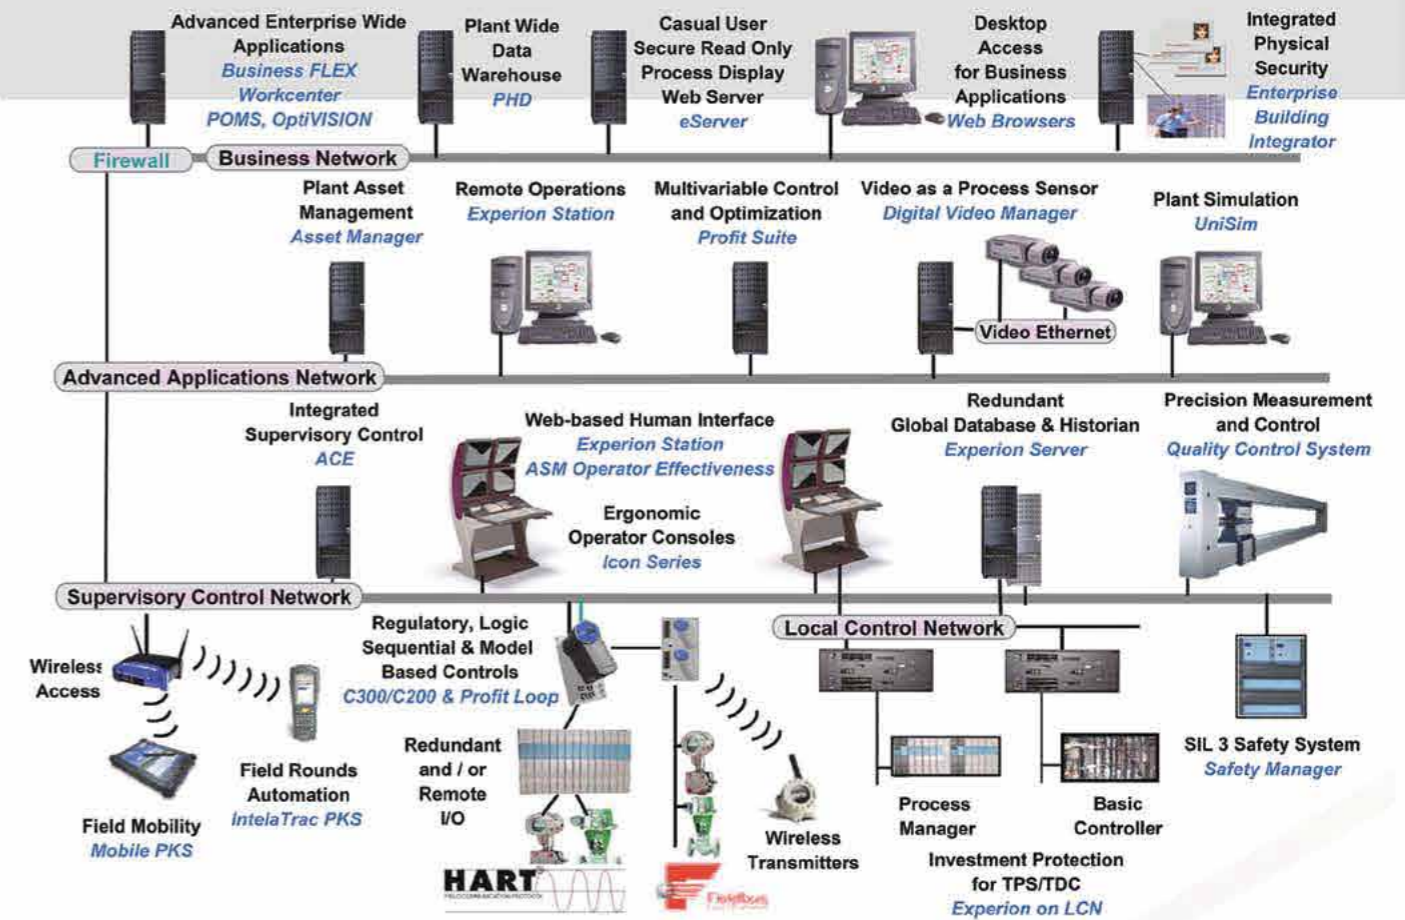 Advanced Enterprise Wide
Applications
Business FLEX
Workcenter
POMS, OptiVISION
Plant Wide
Data
Warehouse
PHD
Casual User
Secure Read Only
Process Display
Web Server
eServer
Desktop
Access
for Business
Applications
Web Browsers
Integrated
Physical
Security
Enterprise
Building
Integrator
Firewall
Business Network
Plant Asset
Management
Asset Manager
Remote Operations
Experion Station
Multivariable Control
and Optimization
Profit Suite
Video as a Process Sensor
Digital Video Manager
Plant Simulation
UniSim
Video Ethernet
Advanced Applications Network
Integrated
Supervisory Control
ACE
Web-based Human Interface
Experion Station
ASM Operator Effectiveness
Ergonomic
Operator Consoles
Icon Series
Redundant
Global Database & Historian
Experion Server
Precision Measurement
and Control
Quality Control System
Supervisory Control Network
Wireless
Access
Field Mobility
Mobile PKS
Field Rounds
Automation
IntelaTrac PKS
Regulatory, Logic
Sequential & Model
Based Controls
C300/C200 & Profit Loop
Redundant
and / or
Remote
I/O
HART
FIELD COMMUNICATION PROTOCOL
Fieldbus
Wireless
Transmitters
Local Control Network
Process
Manager
Basic
Controller
Investment Protection
for TPS/TDC
Experion on LCN
SIL 3 Safety System
Safety Manager